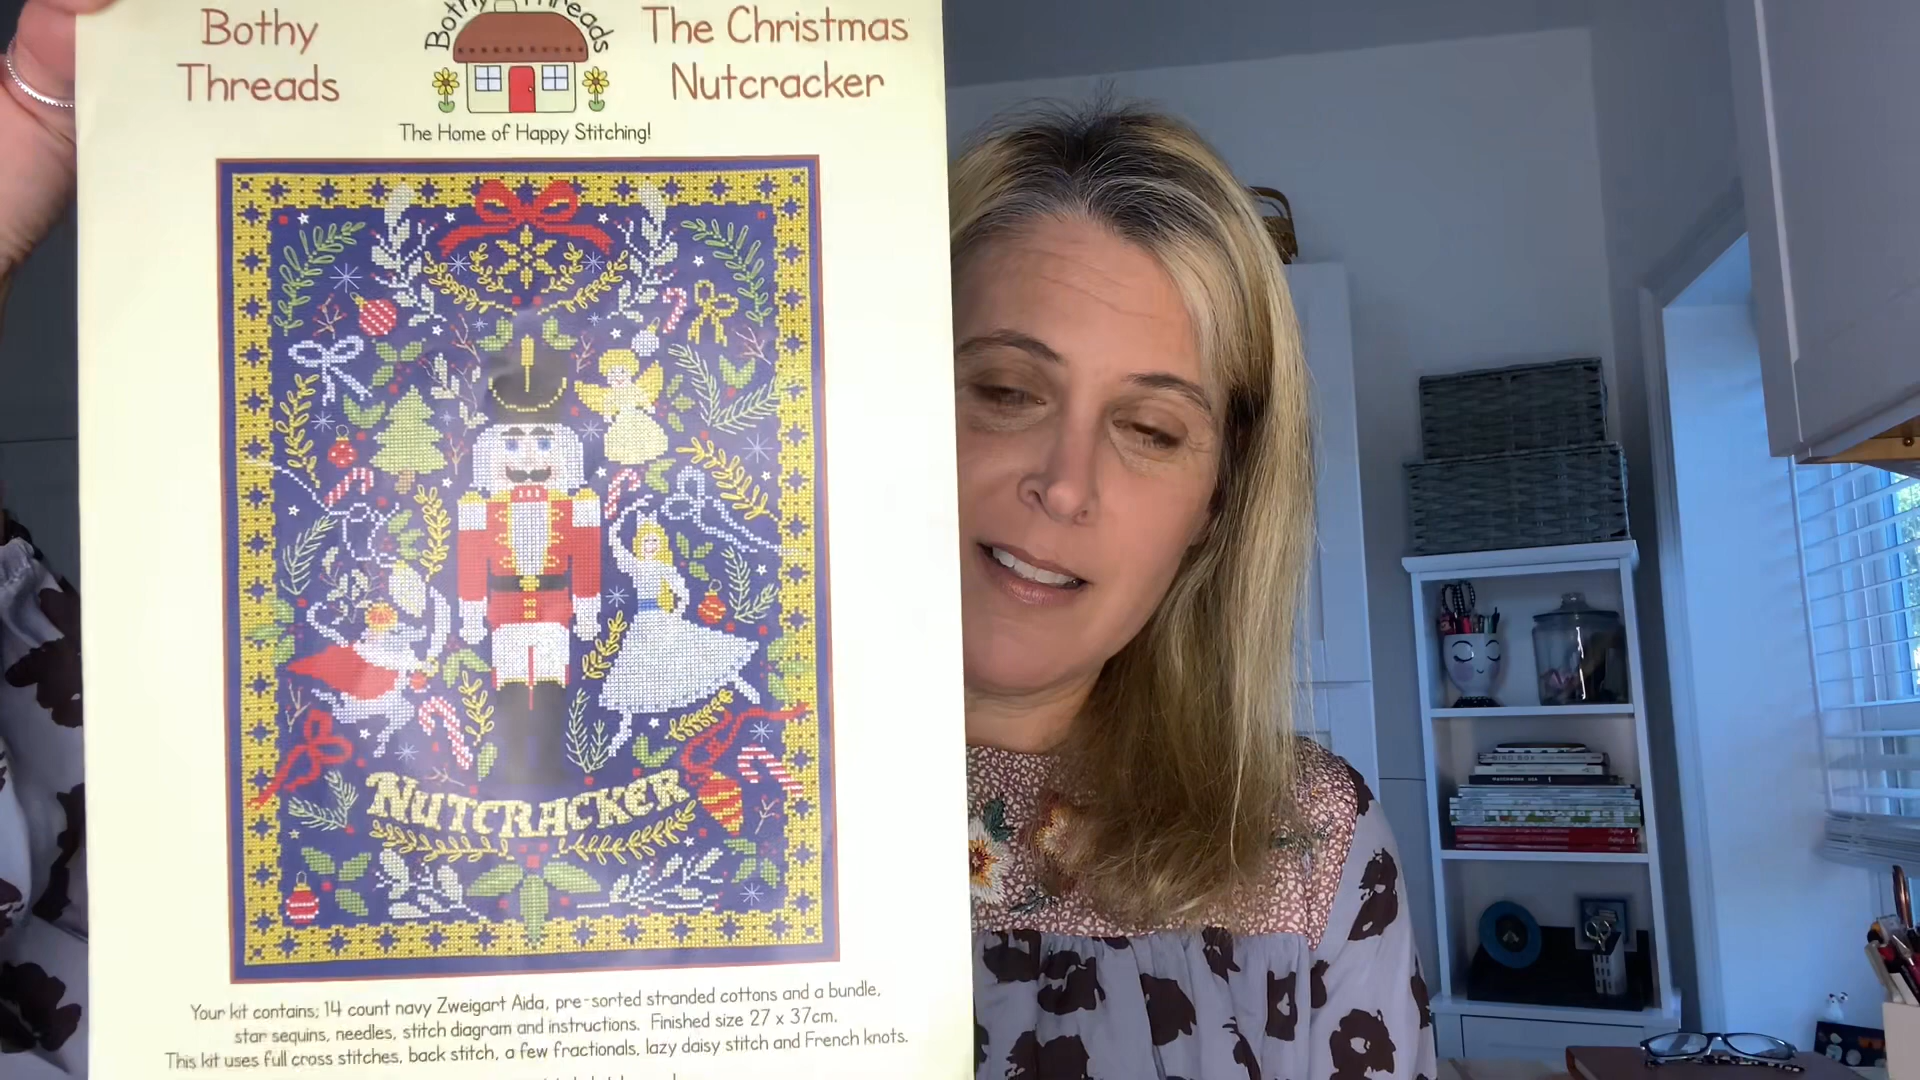 Bothy
Threads
Bothy Threads
The Christmas
Nutcracker
The Home of Happy Stitching!
NUTCRACKER
Your kit contains; 14 count navy Zweigart Aida, pre-sorted stranded cottons and a bundle,
star sequins, needles, stitch diagram and instructions. Finished size 27 x 37cm.
This kit uses full cross stitches, back stitch, a few fractionals, lazy daisy stitch and French knots.
BIRD BOX